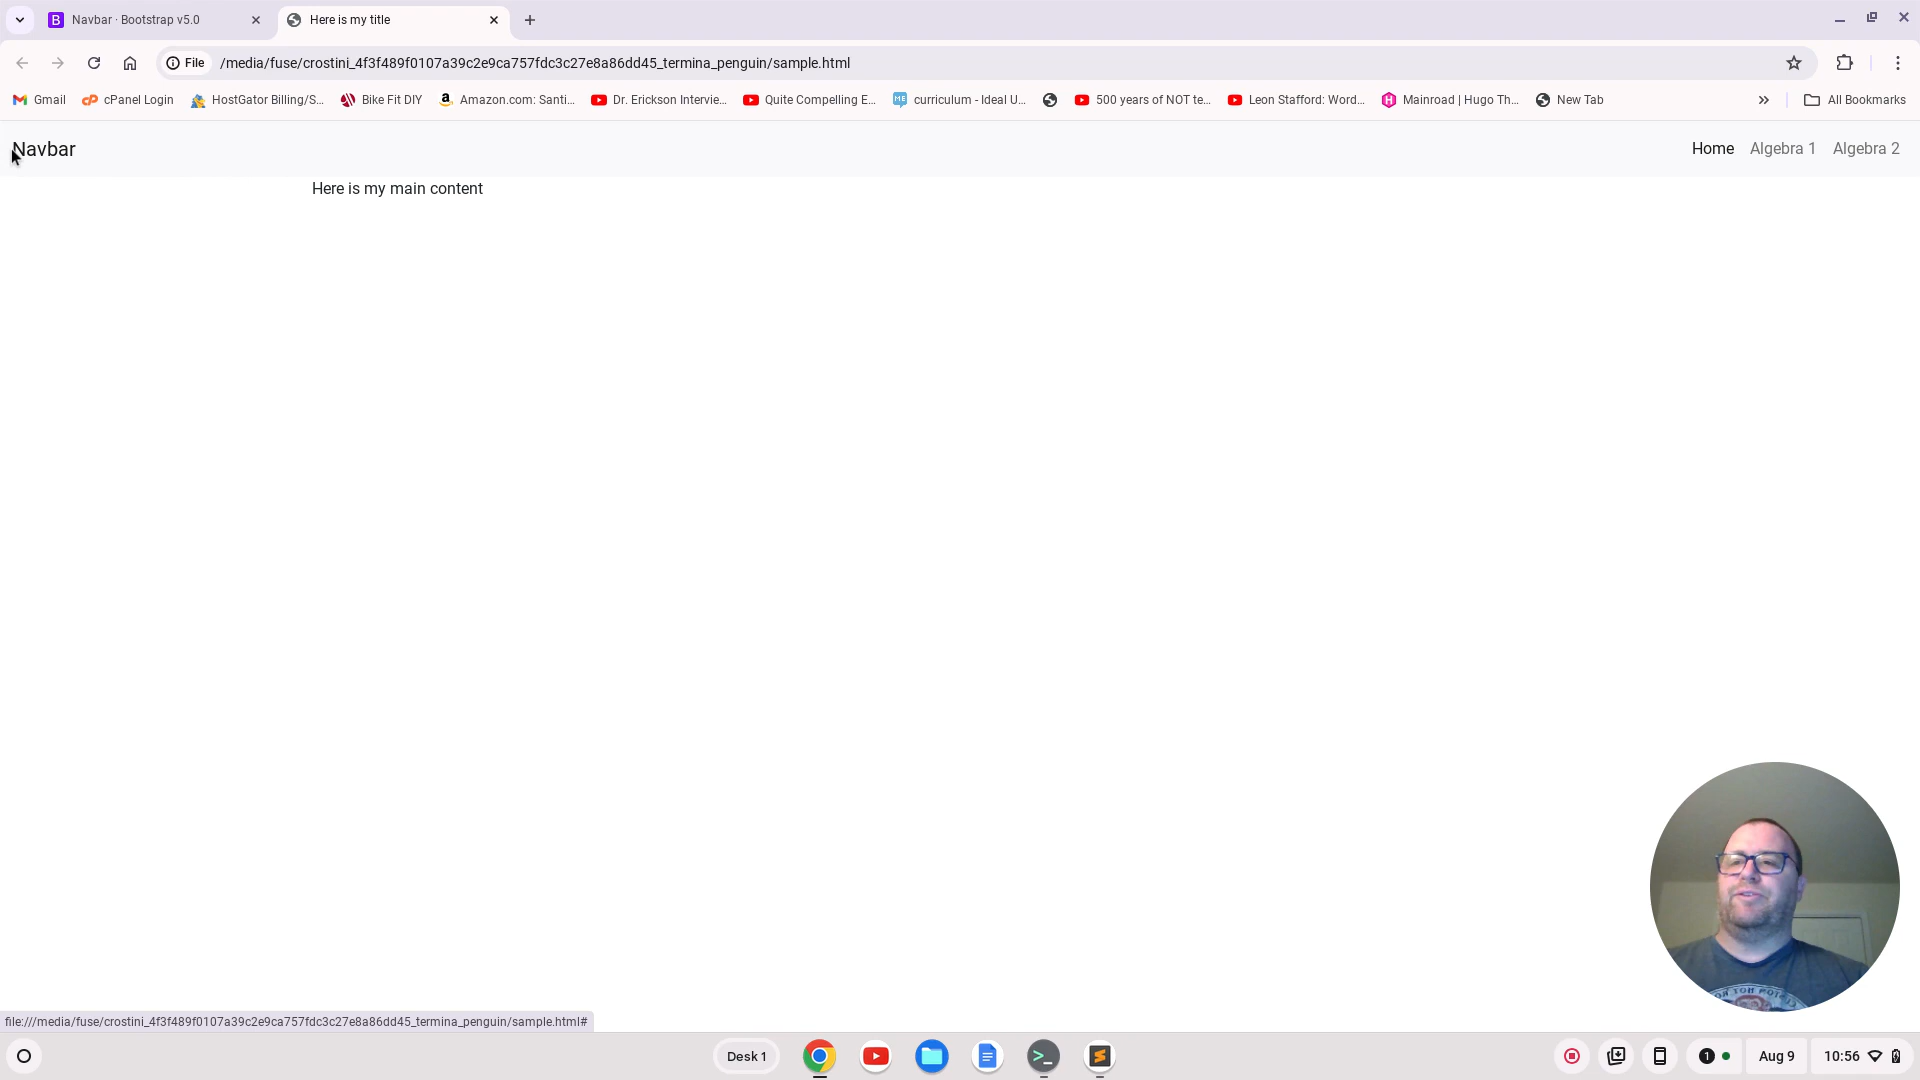 Navbar · Bootstrap v5.0
Here is my title
File
/media/fuse/crostini_4f3f489f0107a39c2e9ca757fdc3c27e8a86dd45_termina_penguin/sample.html
Gmail
cPanel Login
HostGator Billing/S...
Bike Fit DIY
Amazon.com: Santi...
Dr. Erickson Intervie...
Quite Compelling E...
ME
curriculum - Ideal U...
500 years of NOT te...
Leon Stafford: Word...
Mainroad | Hugo Th...
New Tab
All Bookmarks
Navbar
Home
Algebra 1
Algebra 2
Here is my main content
file:///media/fuse/crostini_4f3f489f0107a39c2e9ca757fdc3c27e8a86dd45_termina_penguin/sample.html#
Desk 1
1
Aug 9
10:56